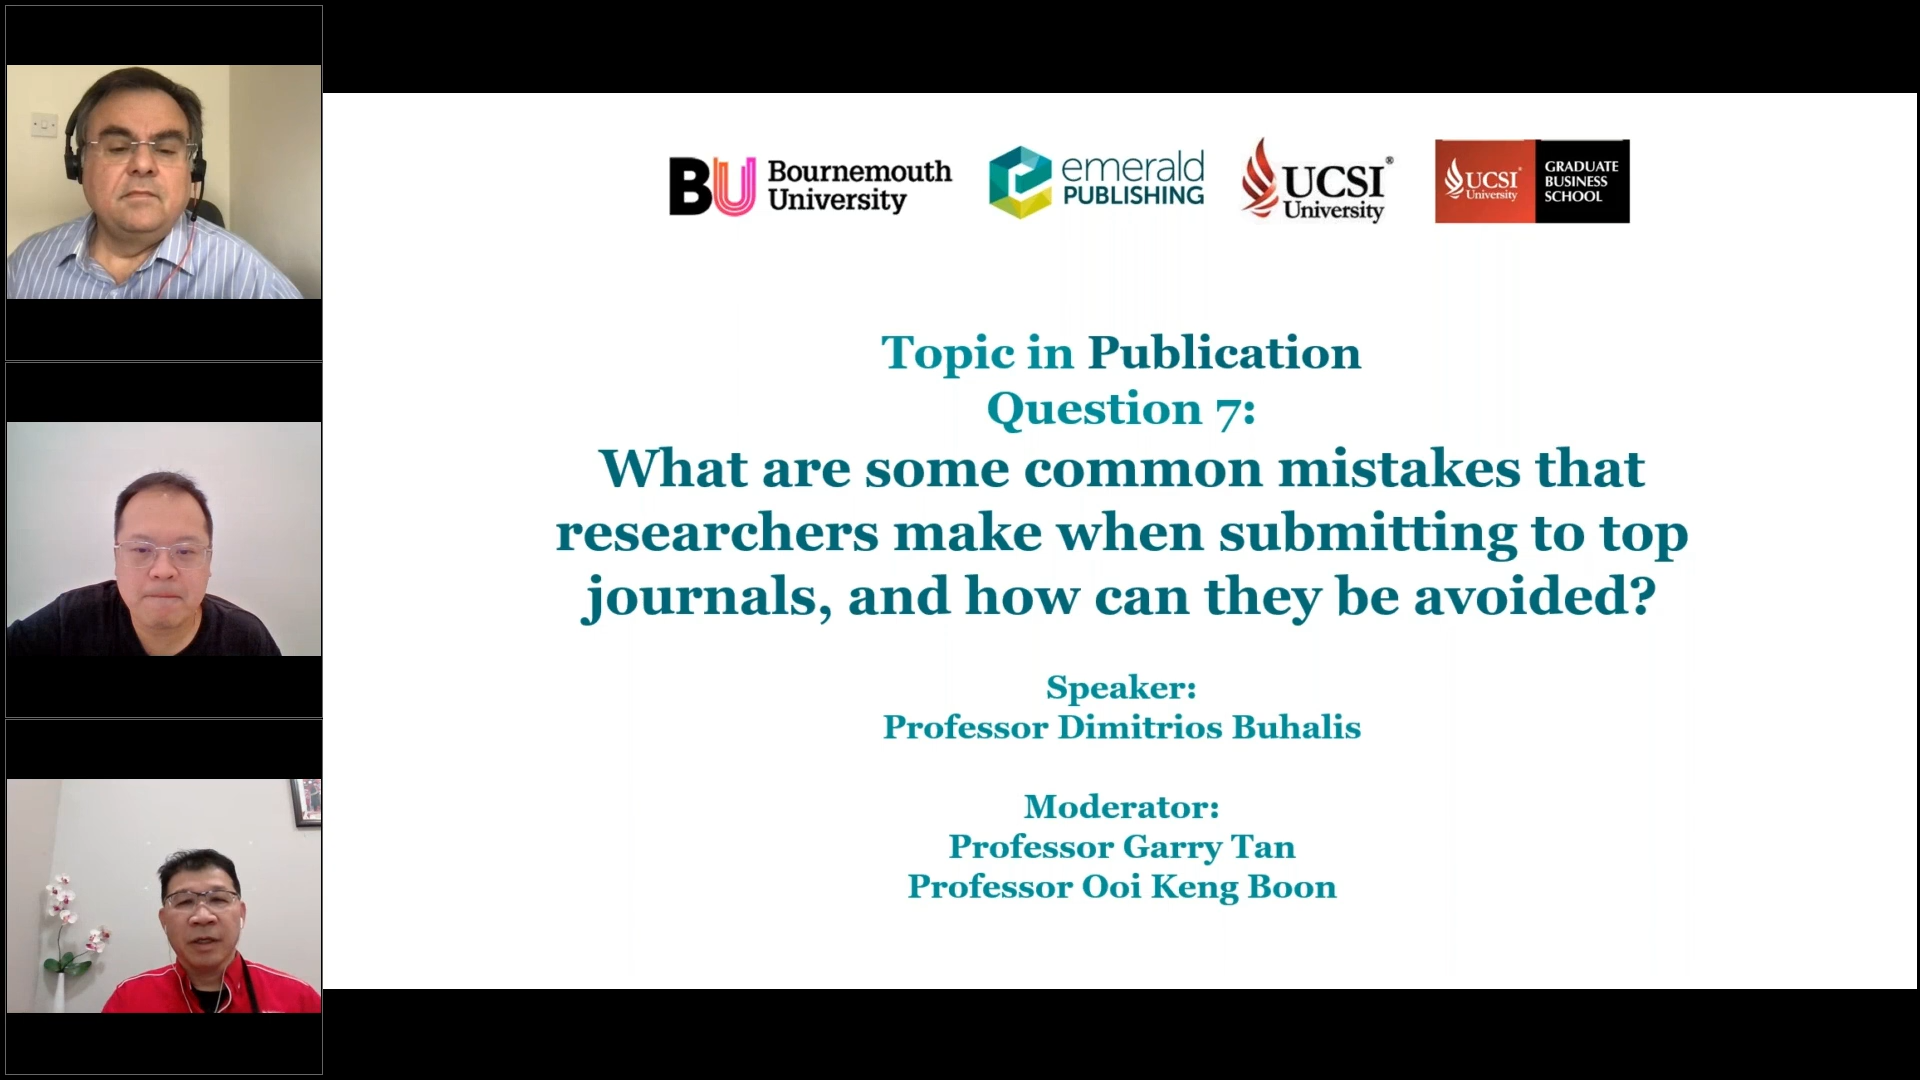 BU Bournemouth
University
emerald
PUBLISHING
UCSI®
University
UCSI®
University
GRADUATE
BUSINESS
SCHOOL
Topic in Publication
Question 7:
What are some common mistakes that
researchers make when submitting to top
journals, and how can they be avoided?
Speaker:
Professor Dimitrios Buhalis
Moderator:
Professor Garry Tan
Professor Ooi Keng Boon